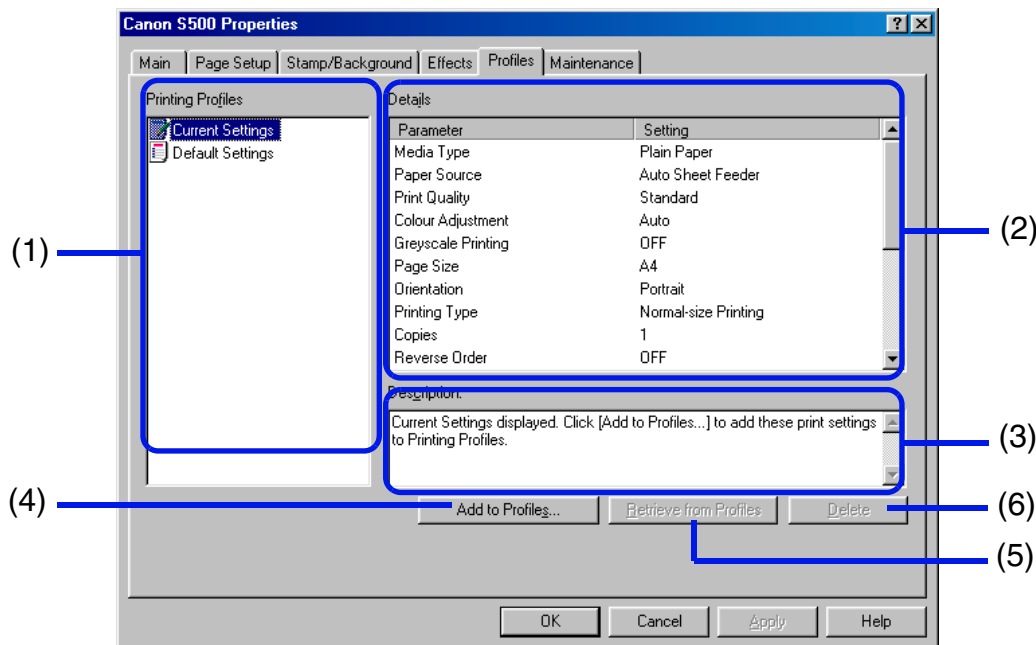 Canon S500 Properties
Main Page Setup Stamp/Background Effects Profiles Maintenance
Printing Profiles
Current Settings
Default Settings
Details
Parameter Setting
Media Type Plain Paper
Paper Source Auto Sheet Feeder
Print Quality Standard
Colour Adjustment Auto
Greyscale Printing OFF
Page Size A4
Orientation Portrait
Printing Type Normal-size Printing
Copies 1
Reverse Order OFF
Description:
Current Settings displayed. Click [Add to Profiles...] to add these print settings
to Printing Profiles.
Add to Profiles... Retrieve from Profiles Delete
OK Cancel Apply Help
(1)
(2)
(3)
(4)
(6)
(5)